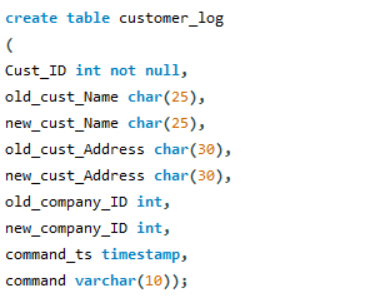 create table customer_log
(
Cust_ID int not null,
old_cust_Name char(25),
new_cust_Name char(25),
old_cust_Address char(30),
new_cust_Address char(30),
old_company_ID int,
new_company_ID int,
command_ts timestamp,
command varchar(10));